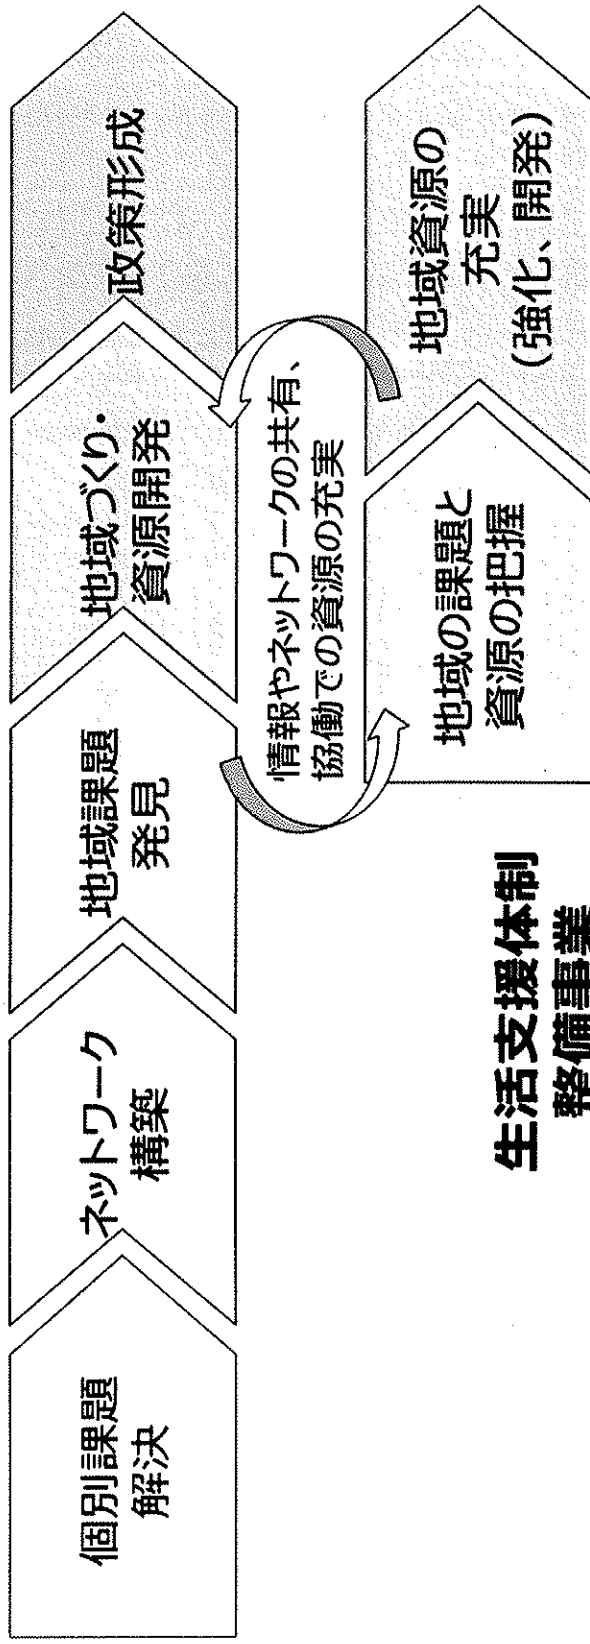 個別課題
解決
ネットワーク
構築
地域課題
発見
地域づくり・
資源開発
政策形成
情報やネットワークの共有、
協働での資源の充実
生活支援体制
整備事業
地域の課題と
資源の把握
地域資源の
充実
(強化、開発)